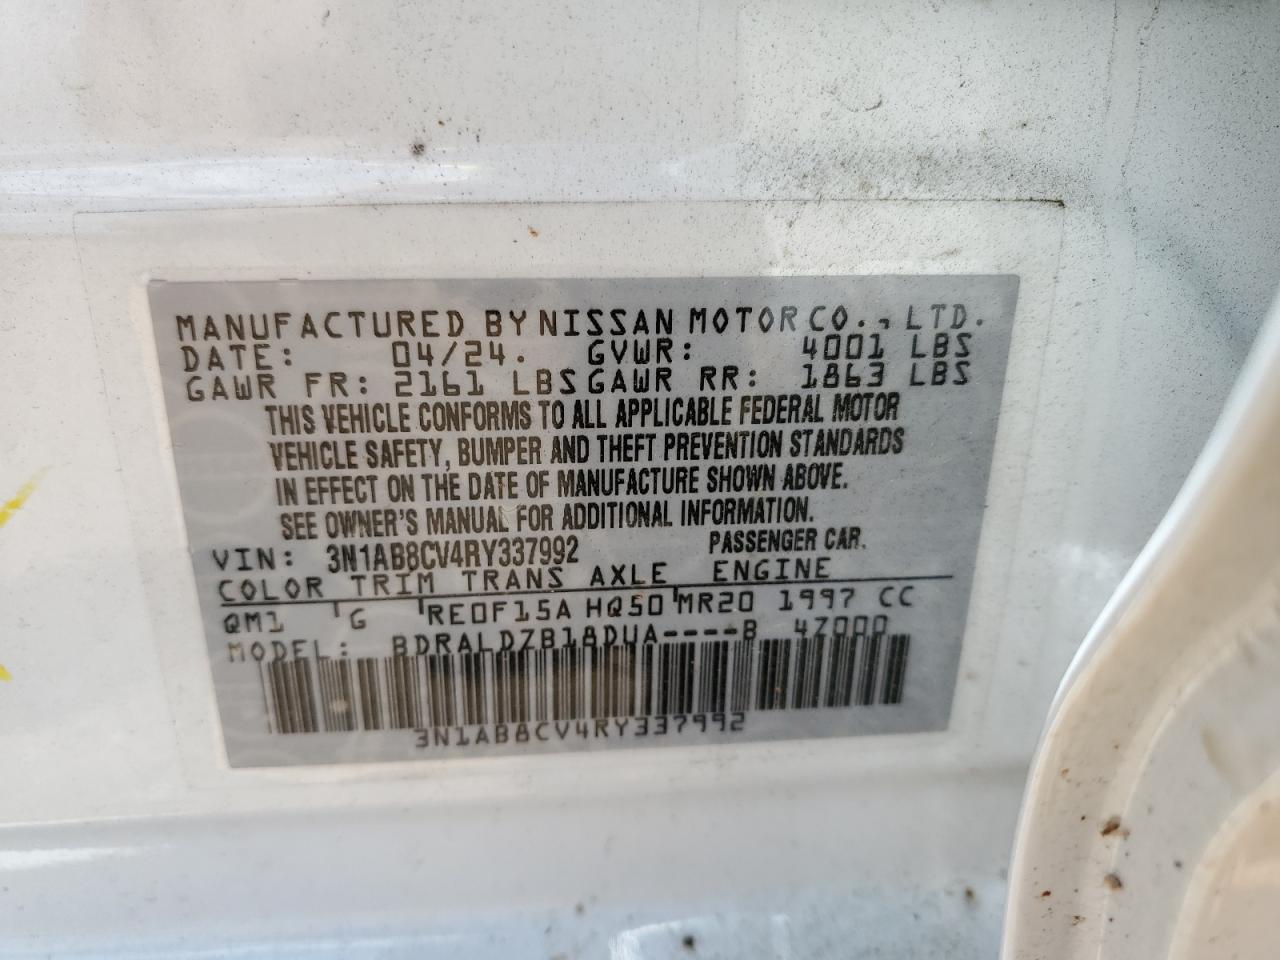 MANUFACTURED BY NISSAN MOTOR CO., LTD.
DATE: 04/24. GVWR: 4001 LBS
GAWR FR: 2161 LBS GAWR RR: 1863 LBS
THIS VEHICLE CONFORMS TO ALL APPLICABLE FEDERAL MOTOR
VEHICLE SAFETY, BUMPER AND THEFT PREVENTION STANDARDS
IN EFFECT ON THE DATE OF MANUFACTURE SHOWN ABOVE.
SEE OWNER'S MANUAL FOR ADDITIONAL INFORMATION.
VIN: 3N1AB8CV4RY337992 PASSENGER CAR.
COLOR TRIM TRANS AXLE ENGINE
QM1 G RE0F15A HQ50 MR20 1997 CC
MODEL: BDRALDZB18DUA----B 4Z000
3N1AB8CV4RY337992